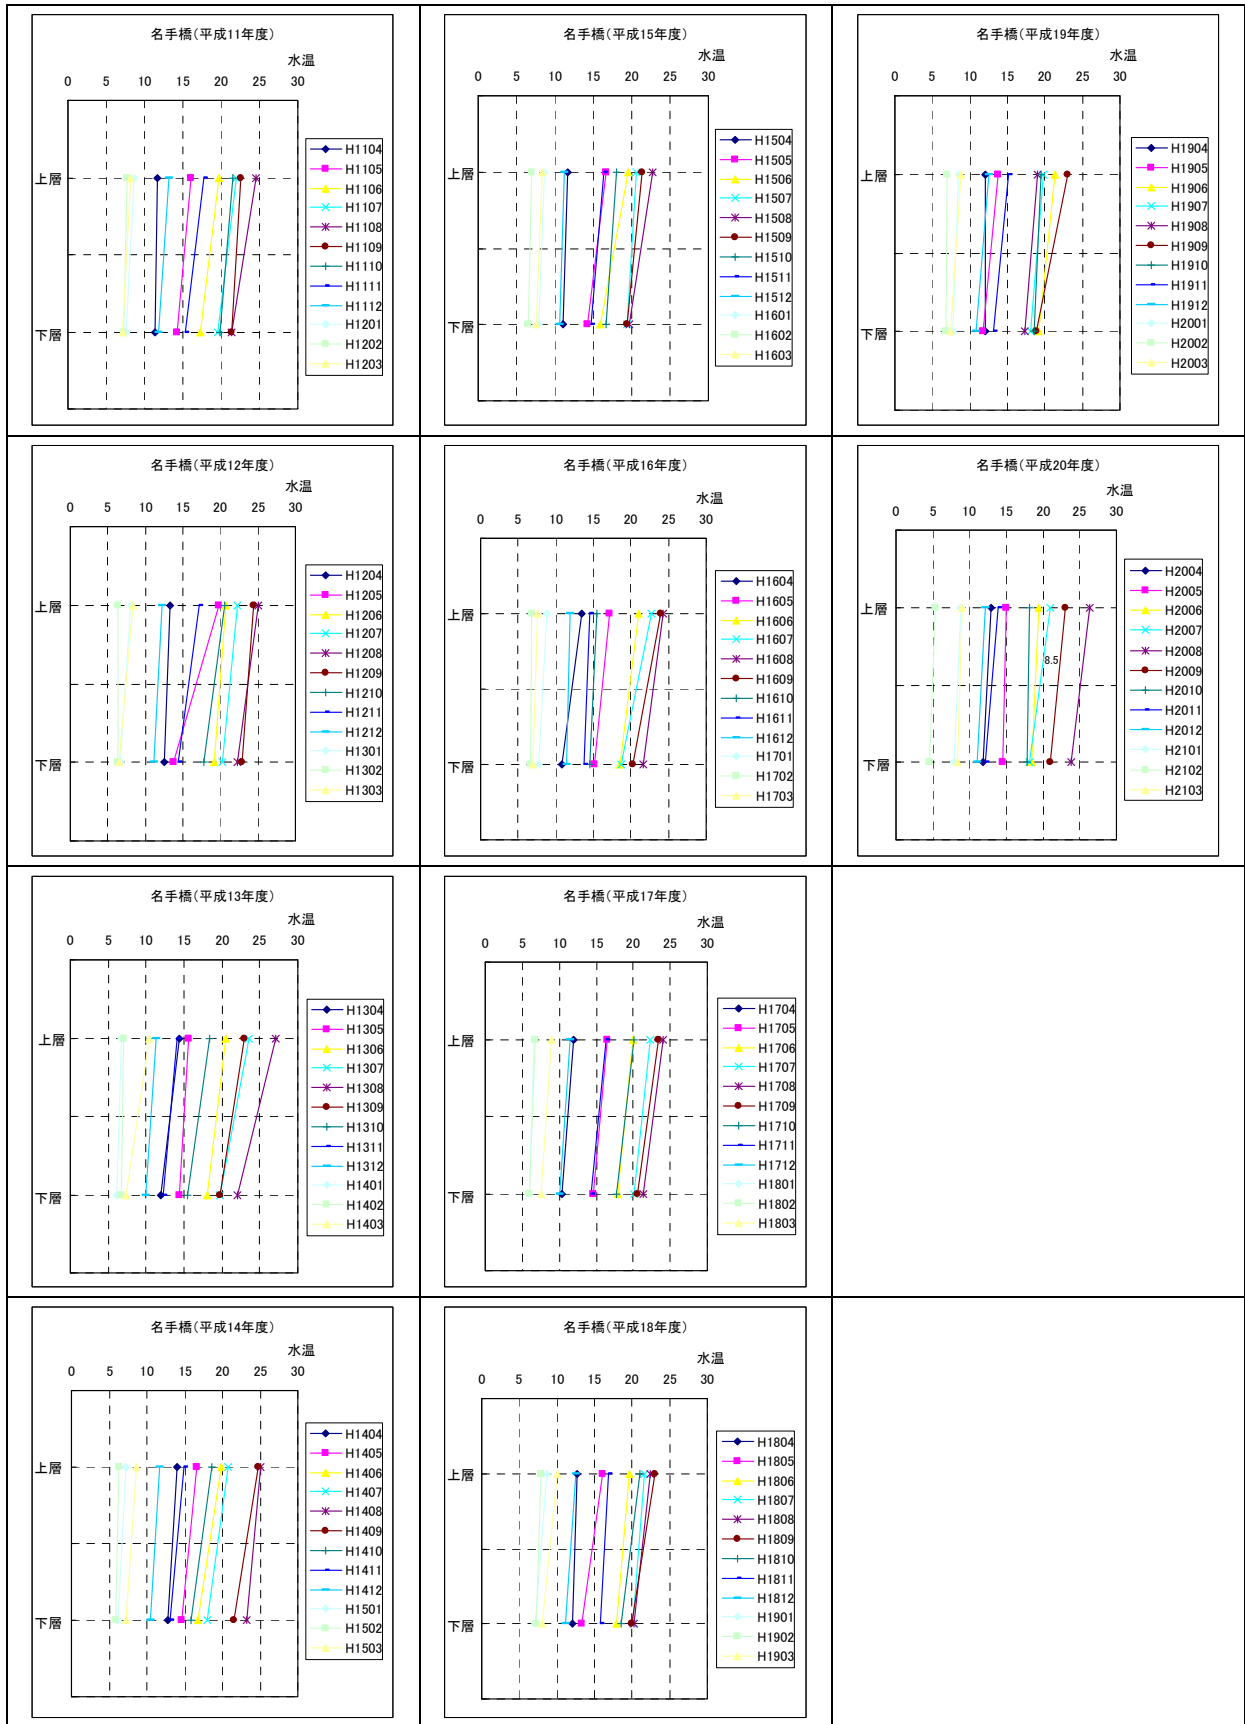 名手橋(平成11年度)
水温
0 5 10 15 20 25 30
上層
下層
H1104
H1105
H1106
H1107
H1108
H1109
H1110
H1111
H1112
H1201
H1202
H1203
名手橋(平成15年度)
水温
0 5 10 15 20 25 30
上層
下層
H1504
H1505
H1506
H1507
H1508
H1509
H1510
H1511
H1512
H1601
H1602
H1603
名手橋(平成19年度)
水温
0 5 10 15 20 25 30
上層
下層
H1904
H1905
H1906
H1907
H1908
H1909
H1910
H1911
H1912
H2001
H2002
H2003
名手橋(平成12年度)
水温
0 5 10 15 20 25 30
上層
下層
H1204
H1205
H1206
H1207
H1208
H1209
H1210
H1211
H1212
H1301
H1302
H1303
名手橋(平成16年度)
水温
0 5 10 15 20 25 30
上層
下層
H1604
H1605
H1606
H1607
H1608
H1609
H1610
H1611
H1612
H1701
H1702
H1703
名手橋(平成20年度)
水温
0 5 10 15 20 25 30
上層
8.5
下層
H2004
H2005
H2006
H2007
H2008
H2009
H2010
H2011
H2012
H2101
H2102
H2103
名手橋(平成13年度)
水温
0 5 10 15 20 25 30
上層
下層
H1304
H1305
H1306
H1307
H1308
H1309
H1310
H1311
H1312
H1401
H1402
H1403
名手橋(平成17年度)
水温
0 5 10 15 20 25 30
上層
下層
H1704
H1705
H1706
H1707
H1708
H1709
H1710
H1711
H1712
H1801
H1802
H1803
名手橋(平成14年度)
水温
0 5 10 15 20 25 30
上層
下層
H1404
H1405
H1406
H1407
H1408
H1409
H1410
H1411
H1412
H1501
H1502
H1503
名手橋(平成18年度)
水温
0 5 10 15 20 25 30
上層
下層
H1804
H1805
H1806
H1807
H1808
H1809
H1810
H1811
H1812
H1901
H1902
H1903